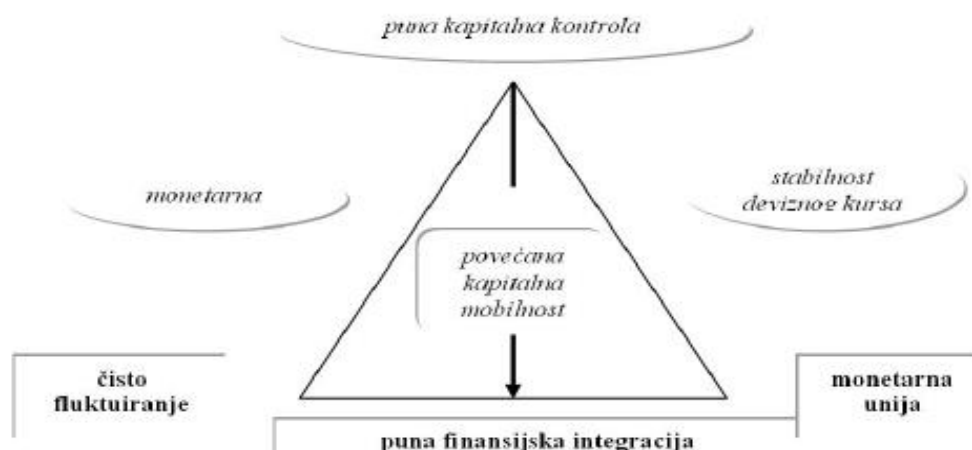 puna kapitalna kontrola
monetarna
stabilnost
deviznog kursa
povećana
kapitalna
mobilnost
čisto
fluktuiranje
monetarna
unija
puna finansijska integracija